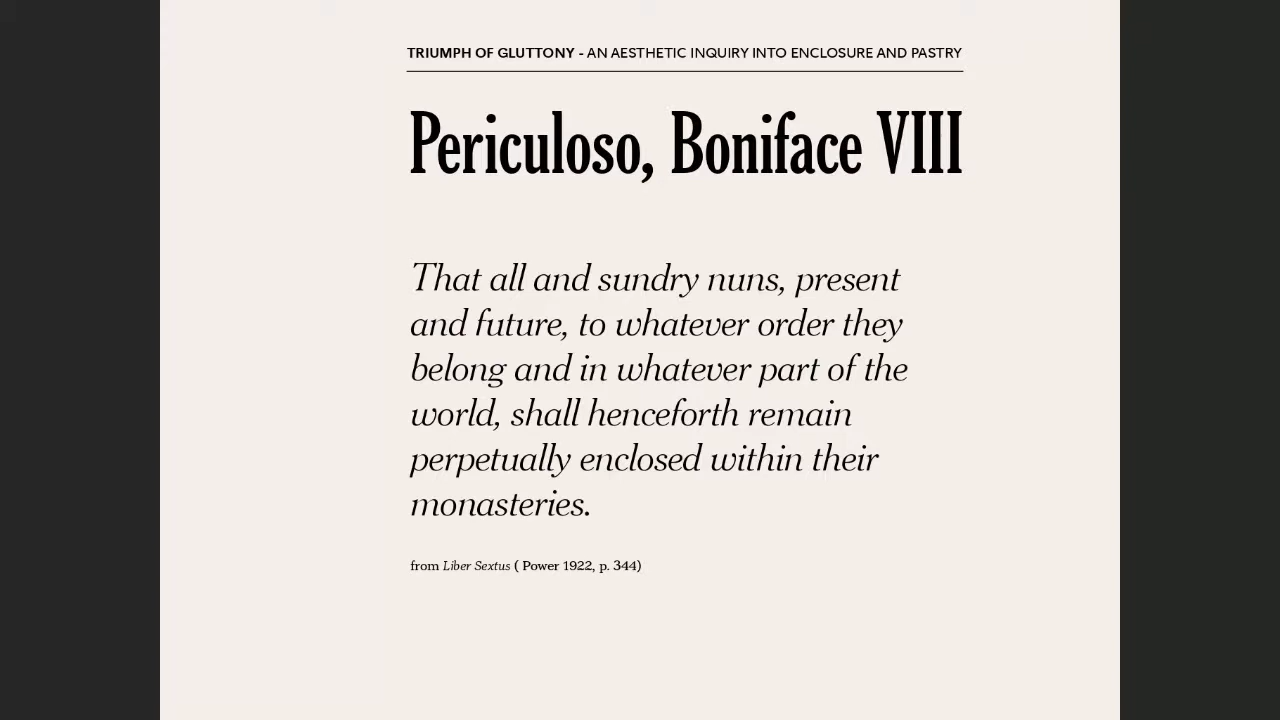 TRIUMPH OF GLUTTONY - AN AESTHETIC INQUIRY INTO ENCLOSURE AND PASTRY
Periculoso, Boniface VIII
That all and sundry nuns, present
and future, to whatever order they
belong and in whatever part of the
world, shall henceforth remain
perpetually enclosed within their
monasteries.
from Liber Sextus ( Power 1922, p. 344)